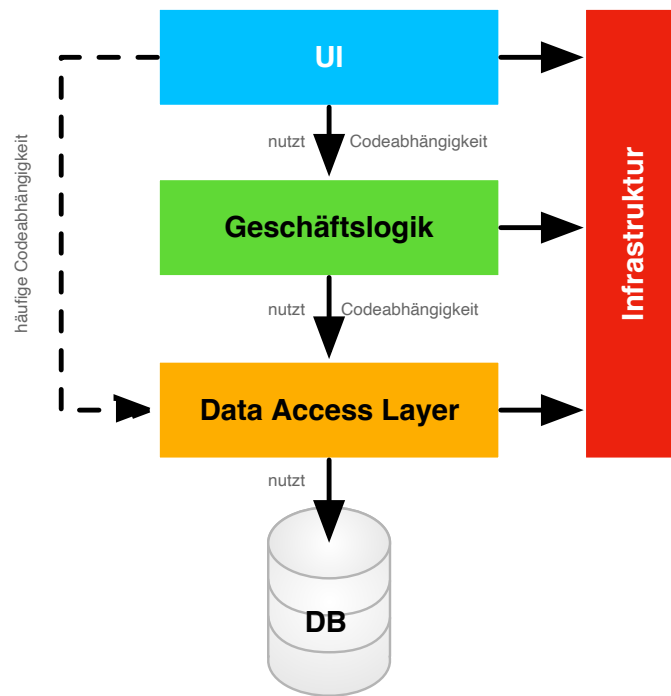 UI
nutzt
Codeabhängigkeit
häufige Codeabhängigkeit
Geschäftslogik
Infrastruktur
nutzt
Codeabhängigkeit
Data Access Layer
nutzt
DB